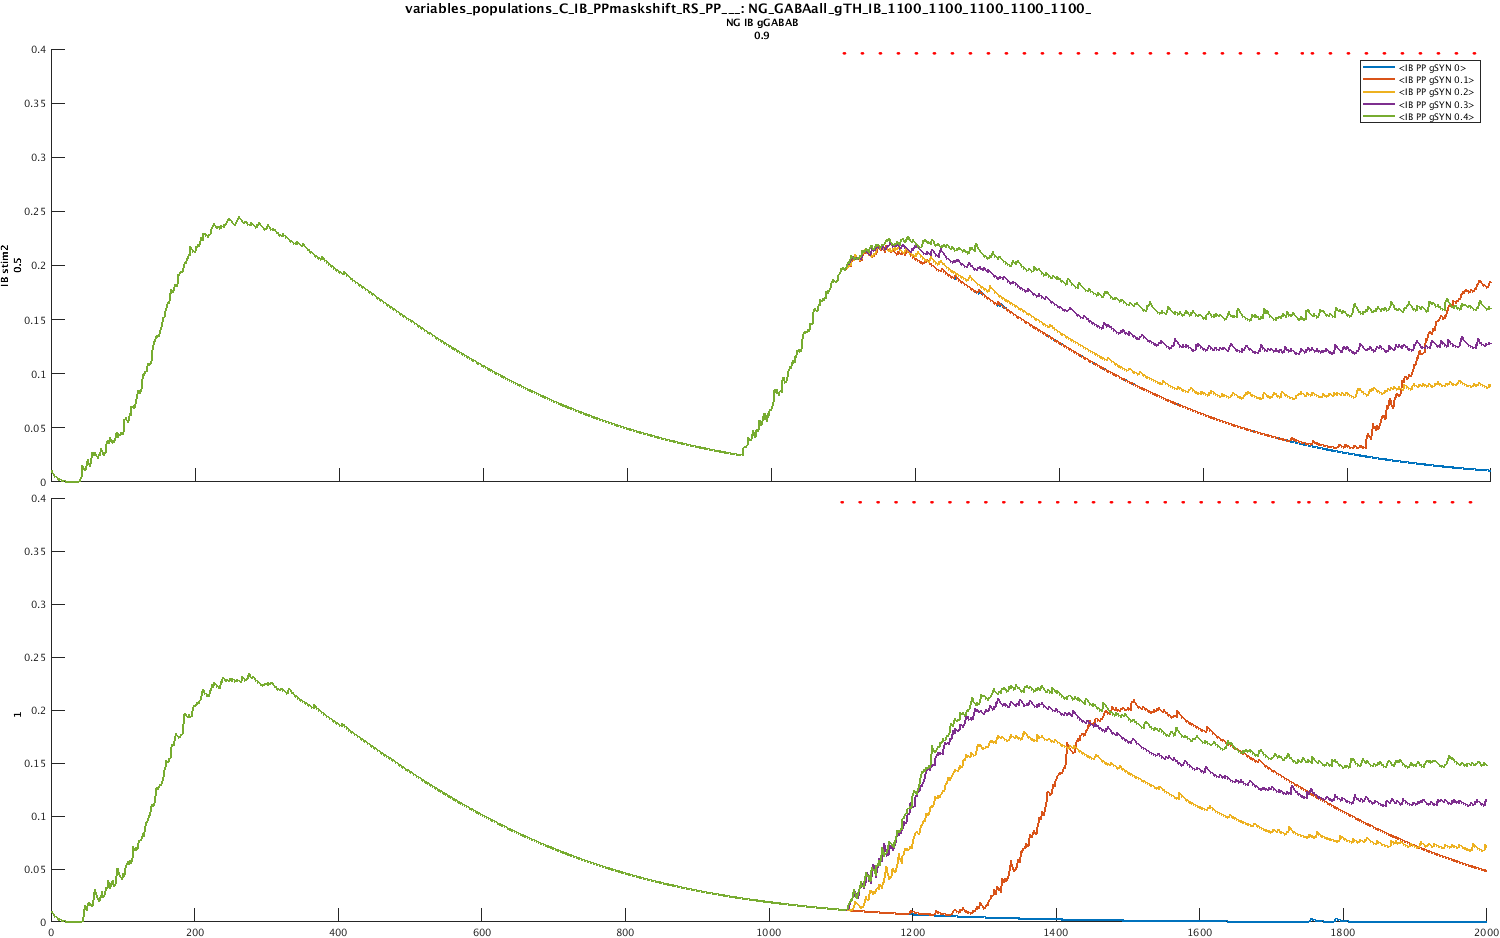 variables_populations_C_IB_PPmaskshift_RS_PP___: NG_GABAall_gTH_IB_1100_1100_1100_1100_1100_
NG IB gGABAB
0.9
0.4
0.35
0.3
0.25
0.2
0.15
0.1
0.05
0
IB stim2
0.5
<IB PP gSYN 0>
<IB PP gSYN 0.1>
<IB PP gSYN 0.2>
<IB PP gSYN 0.3>
<IB PP gSYN 0.4>
0.4
0.35
0.3
0.25
0.2
0.15
0.1
0.05
0
1
0 200 400 600 800 1000 1200 1400 1600 1800 2000